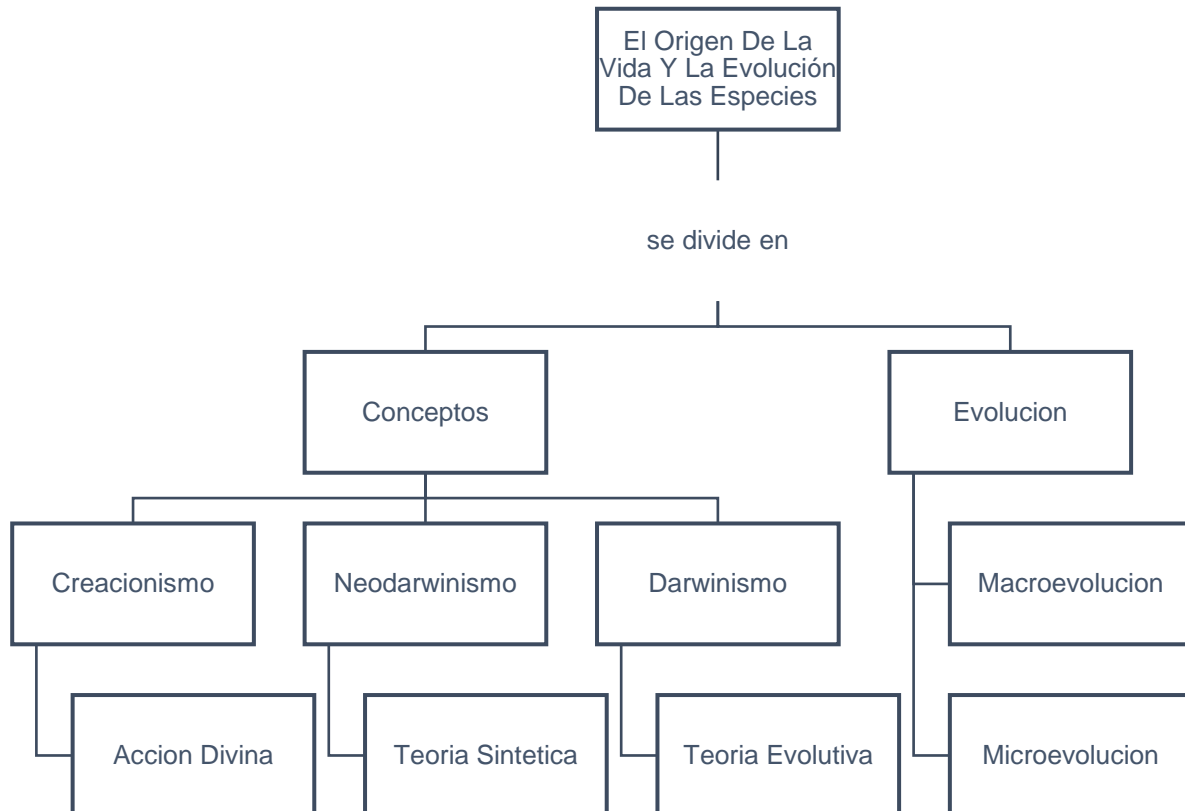 El Origen De La
Vida Y La Evolución
De Las Especies
se divide en
Conceptos
Evolucion
Creacionismo
Neodarwinismo
Darwinismo
Macroevolucion
Accion Divina
Teoria Sintetica
Teoria Evolutiva
Microevolucion